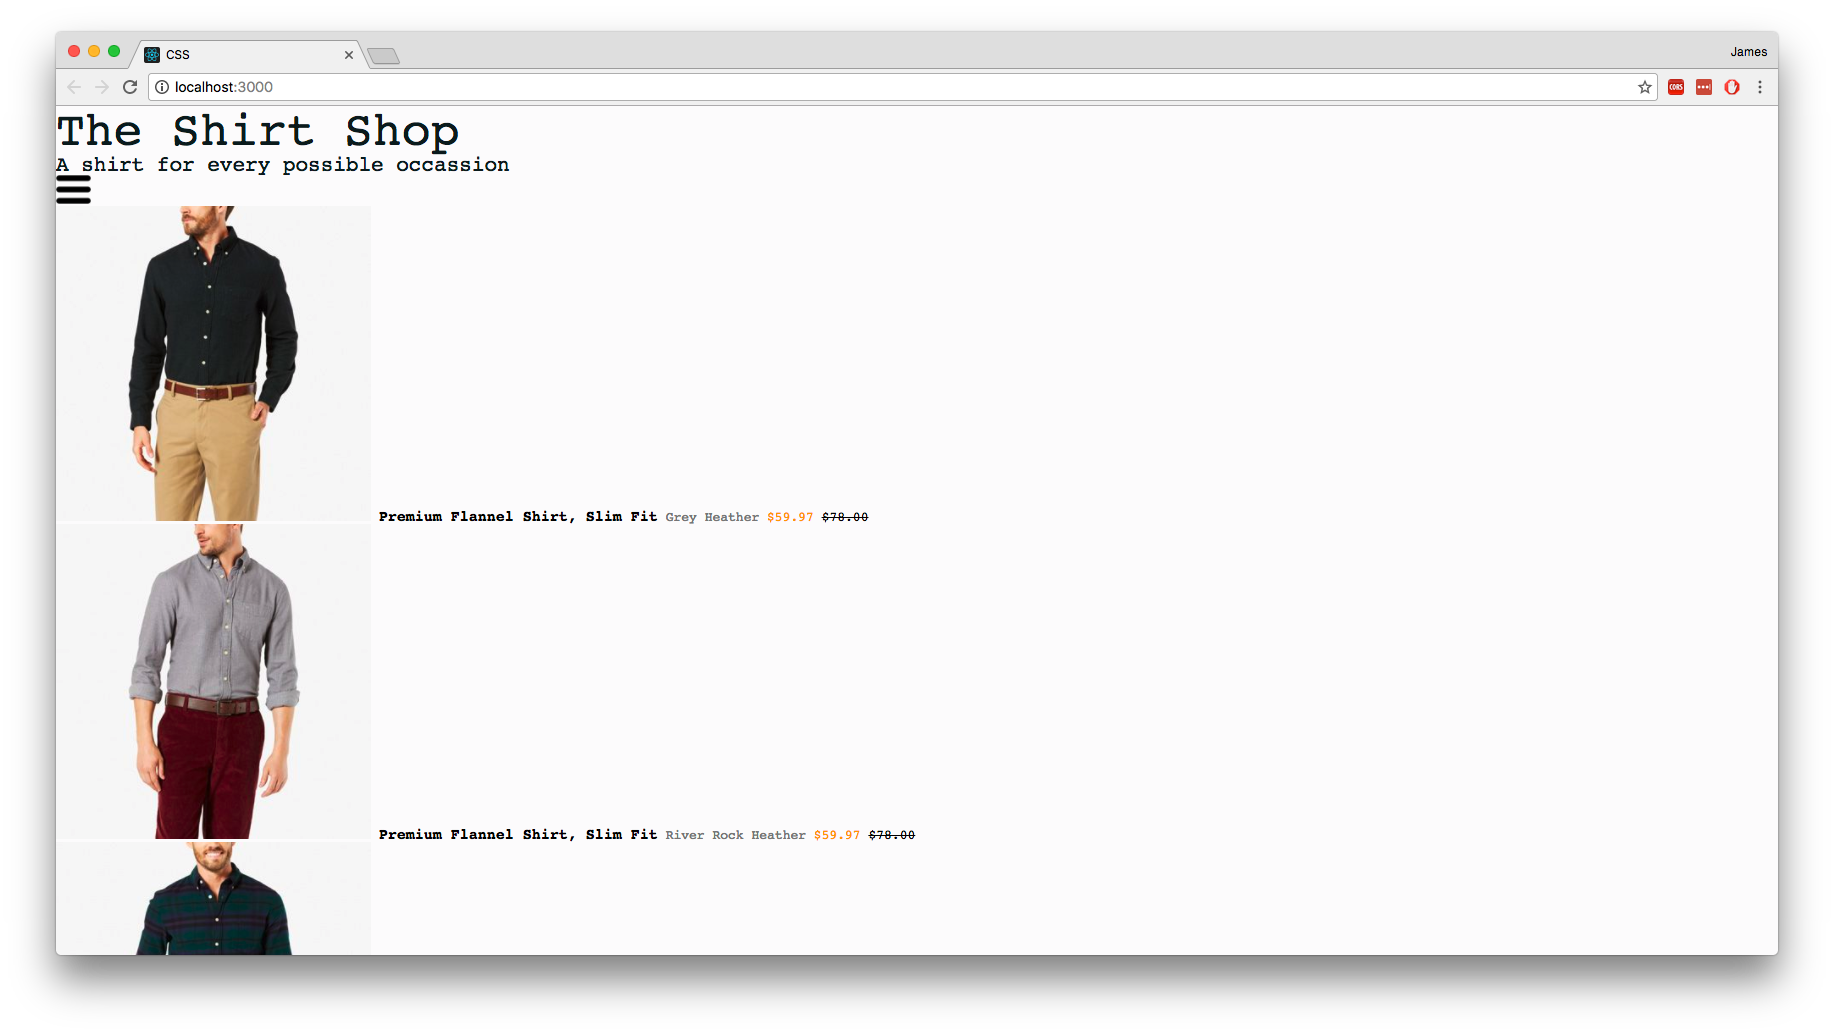 CSS
James
localhost:3000
CORS
The Shirt Shop
A shirt for every possible occassion
Premium Flannel Shirt, Slim Fit Grey Heather $59.97 $78.00
Premium Flannel Shirt, Slim Fit River Rock Heather $59.97 $78.00